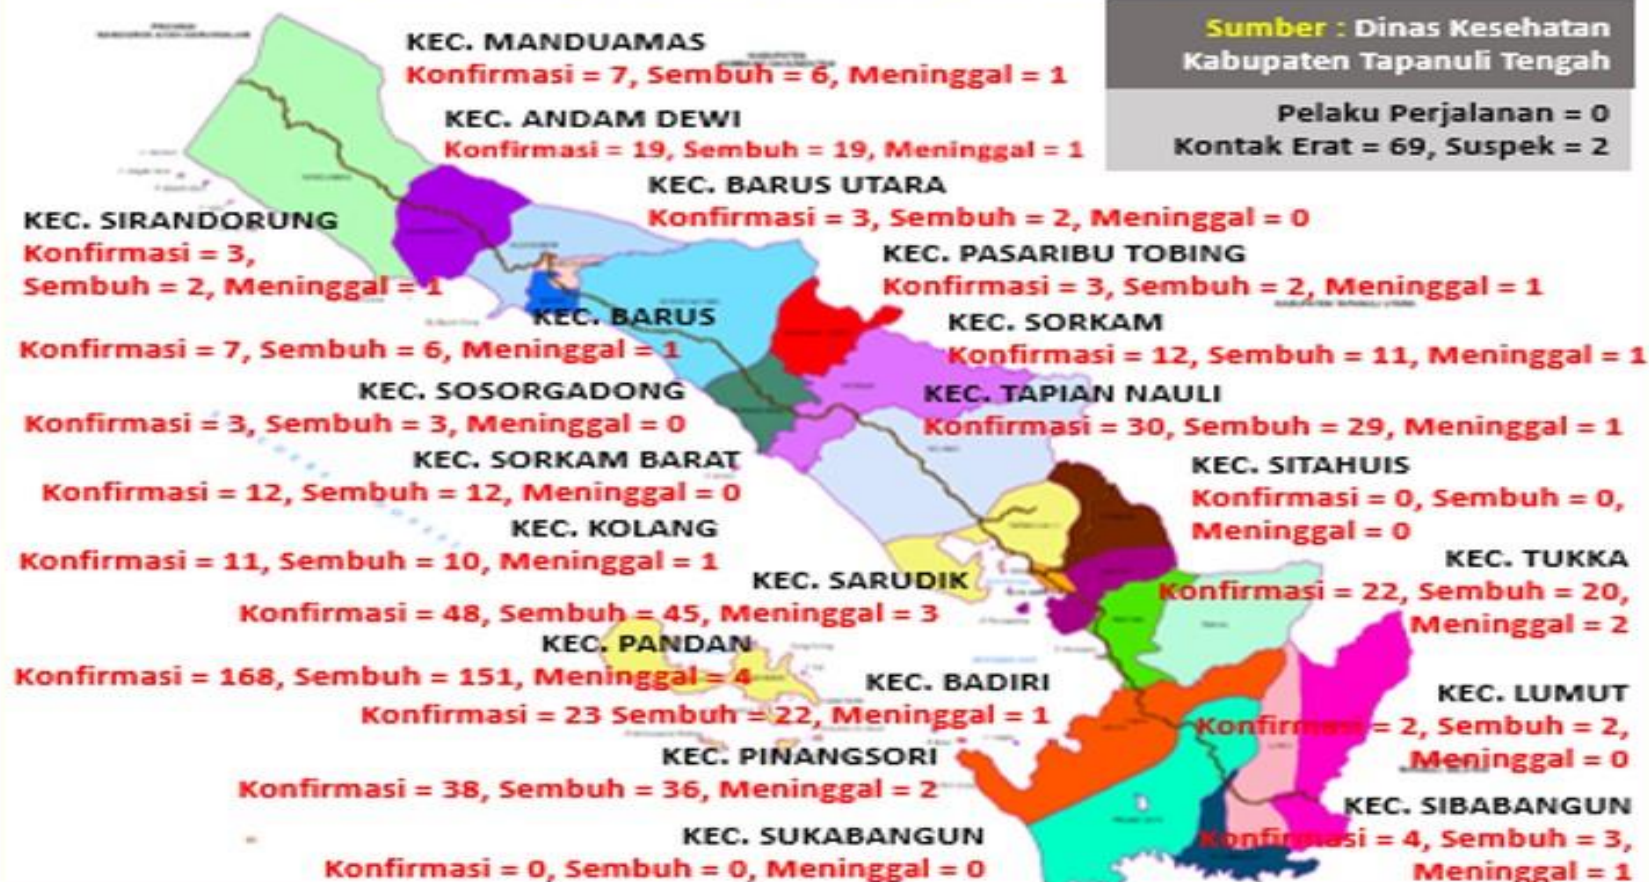 Sumber : Dinas Kesehatan
Kabupaten Tapanuli Tengah
Pelaku Perjalanan = 0
Kontak Erat = 69, Suspek = 2
KEC. MANDUAMAS
Konfirmasi = 7, Sembuh = 6, Meninggal = 1
KEC. ANDAM DEWI
Konfirmasi = 19, Sembuh = 19, Meninggal = 1
KEC. BARUS UTARA
Konfirmasi = 3, Sembuh = 2, Meninggal = 0
KEC. SIRANDORUNG
Konfirmasi = 3,
Sembuh = 2, Meninggal = 1
KEC. PASARIBU TOBING
Konfirmasi = 3, Sembuh = 2, Meninggal = 1
KEC. BARUS
Konfirmasi = 7, Sembuh = 6, Meninggal = 1
KEC. SORKAM
Konfirmasi = 12, Sembuh = 11, Meninggal = 1
KEC. SOSORGADONG
Konfirmasi = 3, Sembuh = 3, Meninggal = 0
KEC. TAPIAN NAULI
Konfirmasi = 30, Sembuh = 29, Meninggal = 1
KEC. SORKAM BARAT
Konfirmasi = 12, Sembuh = 12, Meninggal = 0
KEC. SITAHUIS
Konfirmasi = 0, Sembuh = 0,
Meninggal = 0
KEC. KOLANG
Konfirmasi = 11, Sembuh = 10, Meninggal = 1
KEC. TUKKA
Konfirmasi = 22, Sembuh = 20,
Meninggal = 2
KEC. SARUDIK
Konfirmasi = 48, Sembuh = 45, Meninggal = 3
KEC. PANDAN
Konfirmasi = 168, Sembuh = 151, Meninggal = 4
KEC. BADIRI
Konfirmasi = 23 Sembuh = 22, Meninggal = 1
KEC. LUMUT
Konfirmasi = 2, Sembuh = 2,
Meninggal = 0
KEC. PINANGSORI
Konfirmasi = 38, Sembuh = 36, Meninggal = 2
KEC. SIBABANGUN
Konfirmasi = 4, Sembuh = 3,
Meninggal = 1
KEC. SUKABANGUN
Konfirmasi = 0, Sembuh = 0, Meninggal = 0